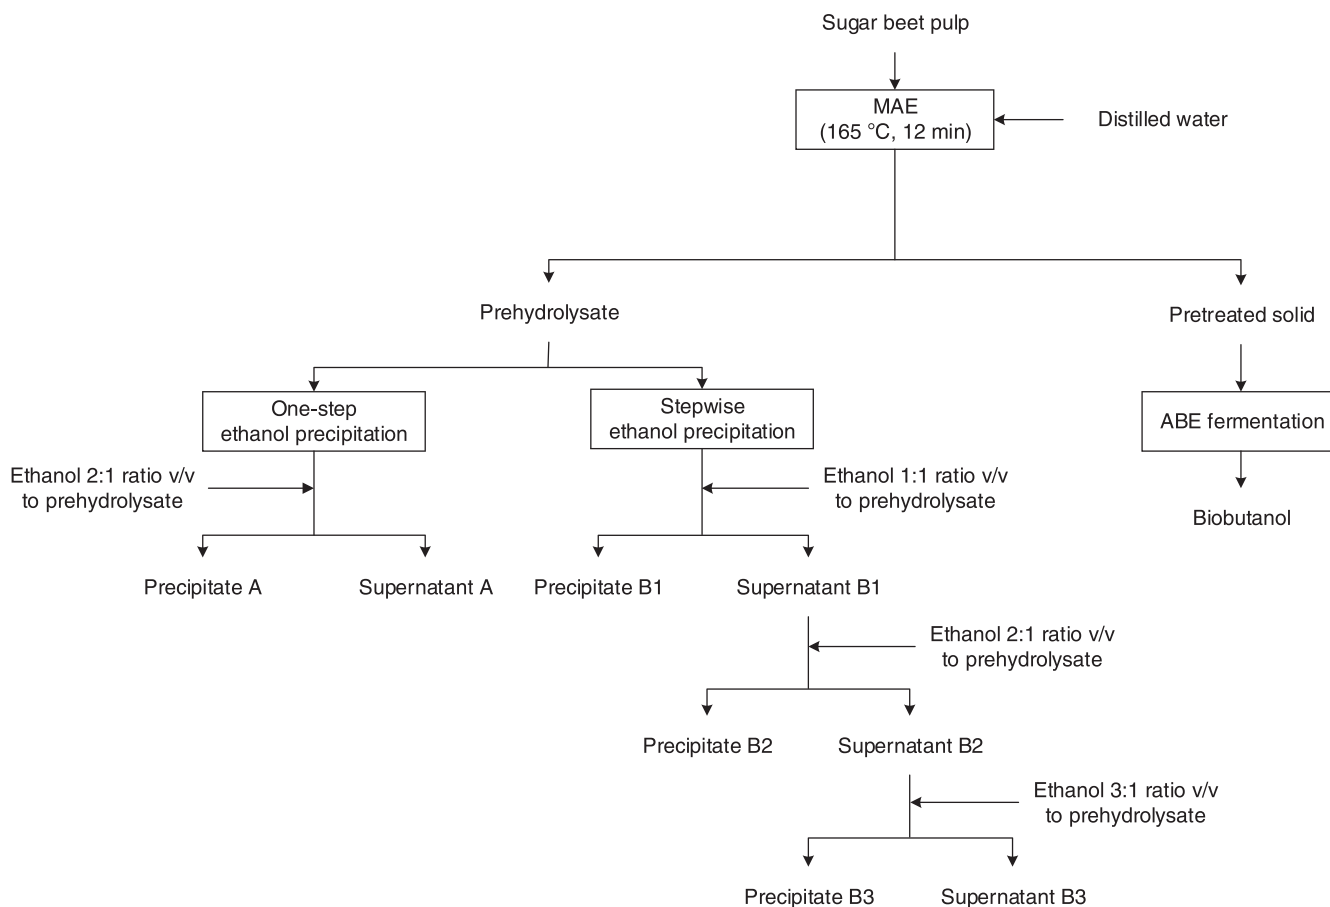 Sugar beet pulp
MAE
(165 °C, 12 min)
Distilled water
Prehydrolysate
Pretreated solid
One-step
ethanol precipitation
Stepwise
ethanol precipitation
ABE fermentation
Ethanol 2:1 ratio v/v
to prehydrolysate
Ethanol 1:1 ratio v/v
to prehydrolysate
Biobutanol
Precipitate A
Supernatant A
Precipitate B1
Supernatant B1
Ethanol 2:1 ratio v/v
to prehydrolysate
Precipitate B2
Supernatant B2
Ethanol 3:1 ratio v/v
to prehydrolysate
Precipitate B3
Supernatant B3